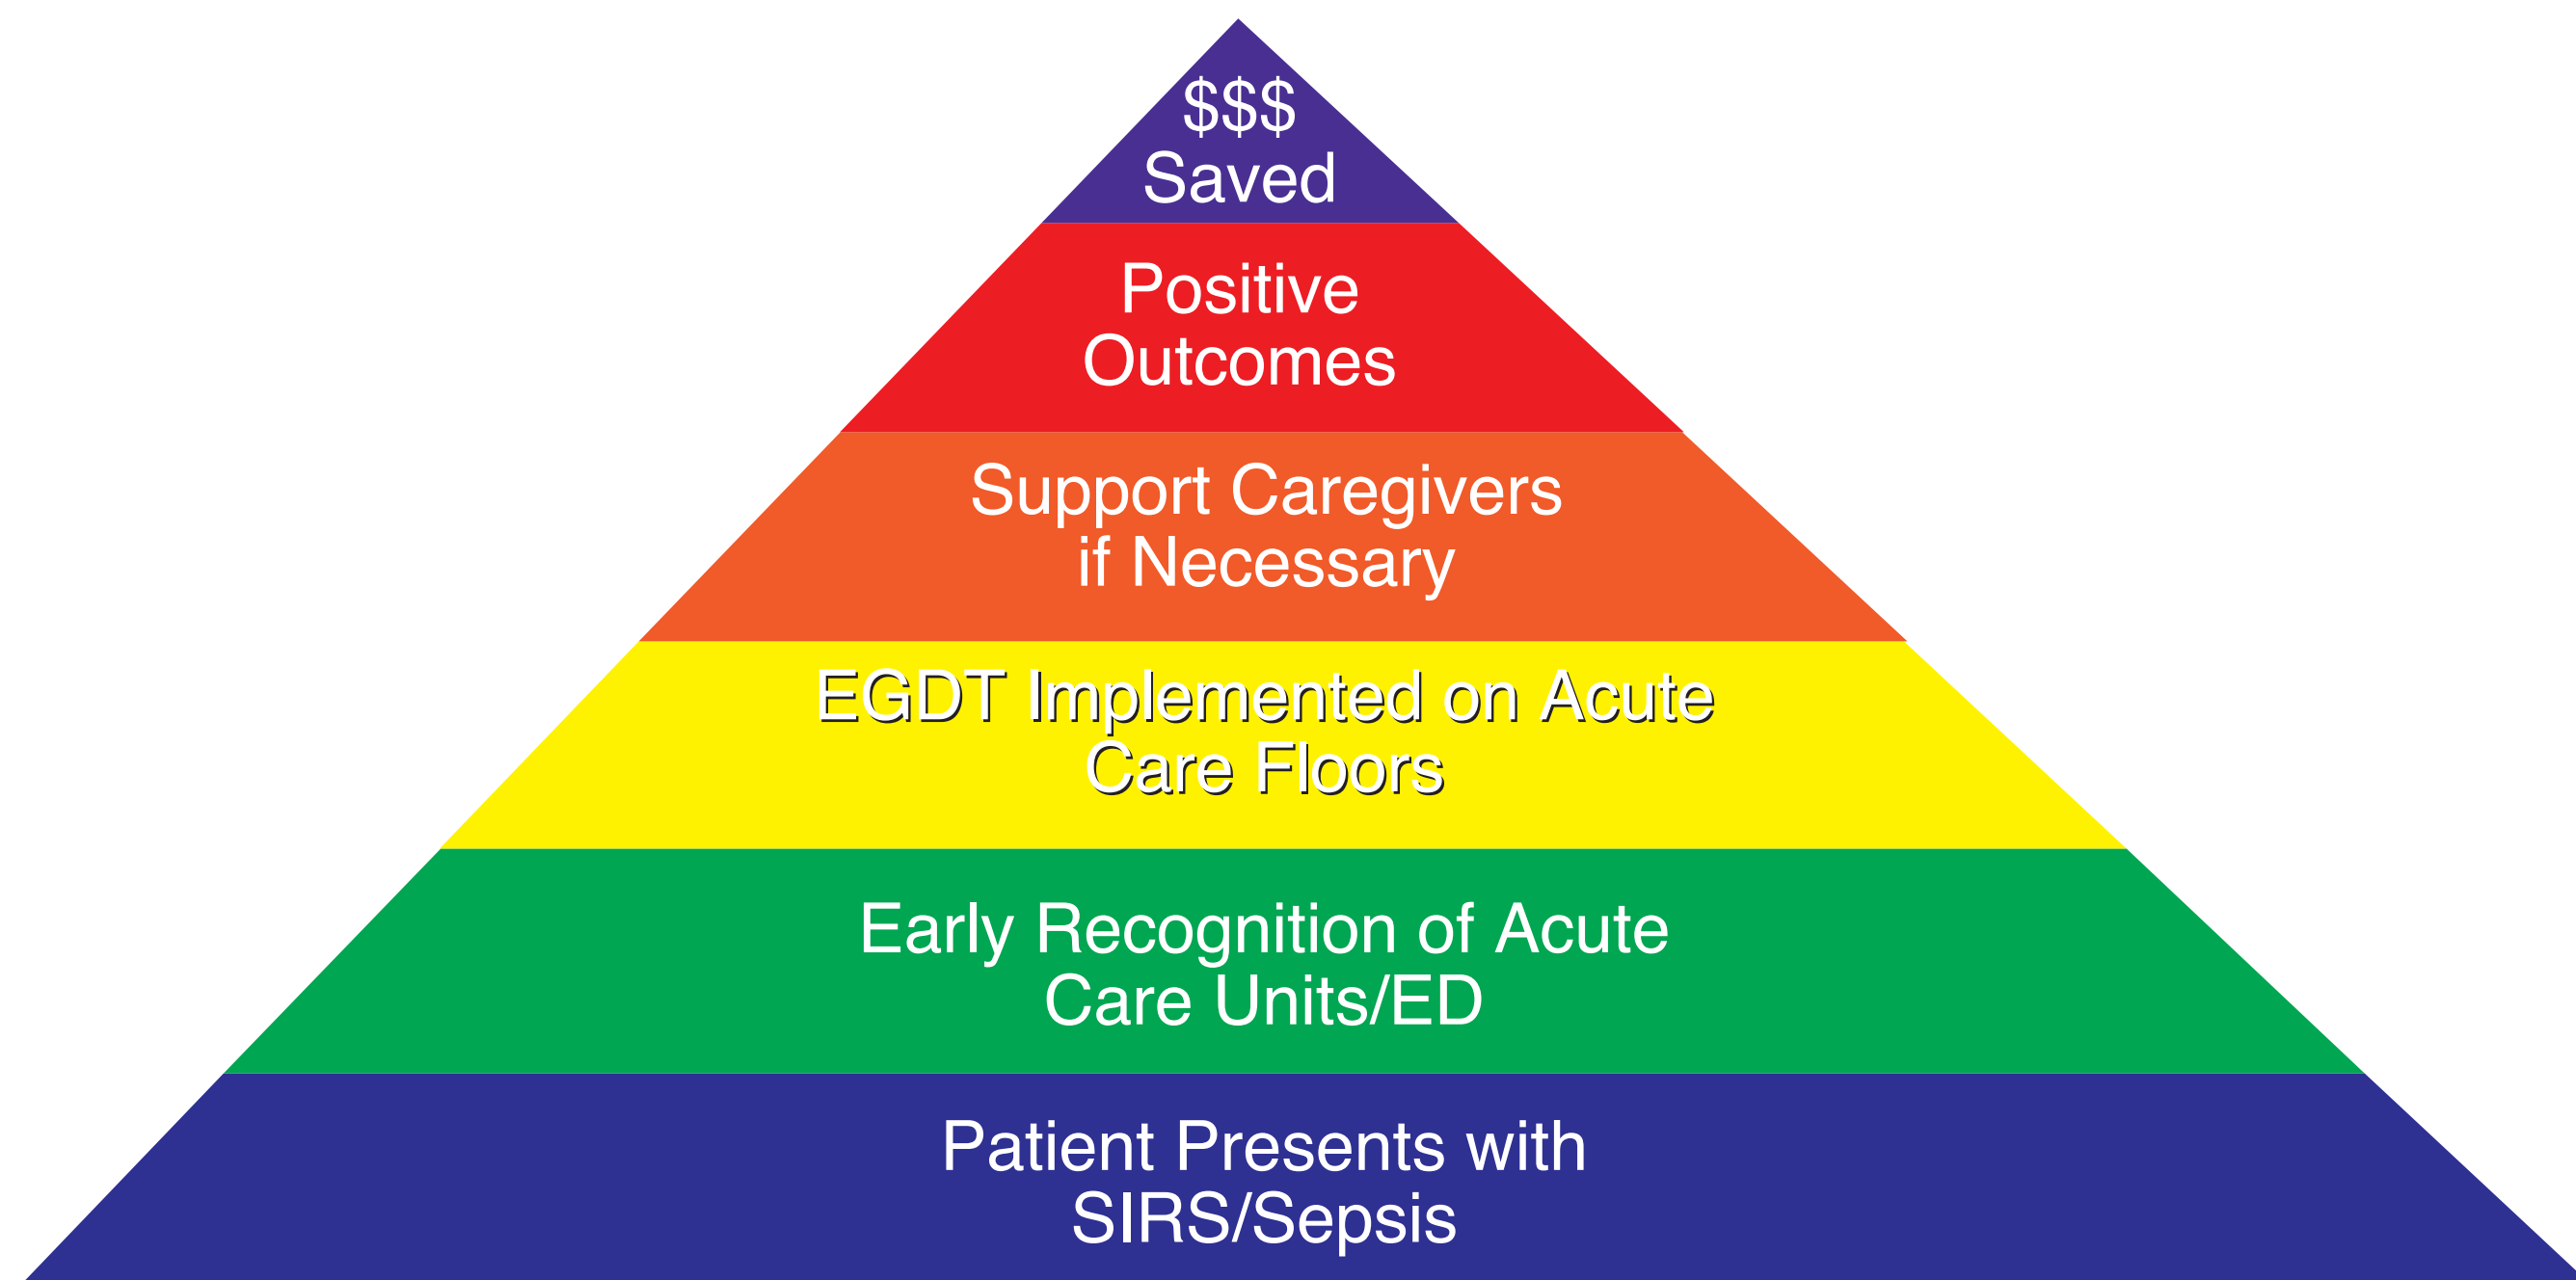 $$$
Saved
Positive
Outcomes
Support Caregivers
if Necessary
EGDT Implemented on Acute
Care Floors
Early Recognition of Acute
Care Units/ED
Patient Presents with
SIRS/Sepsis